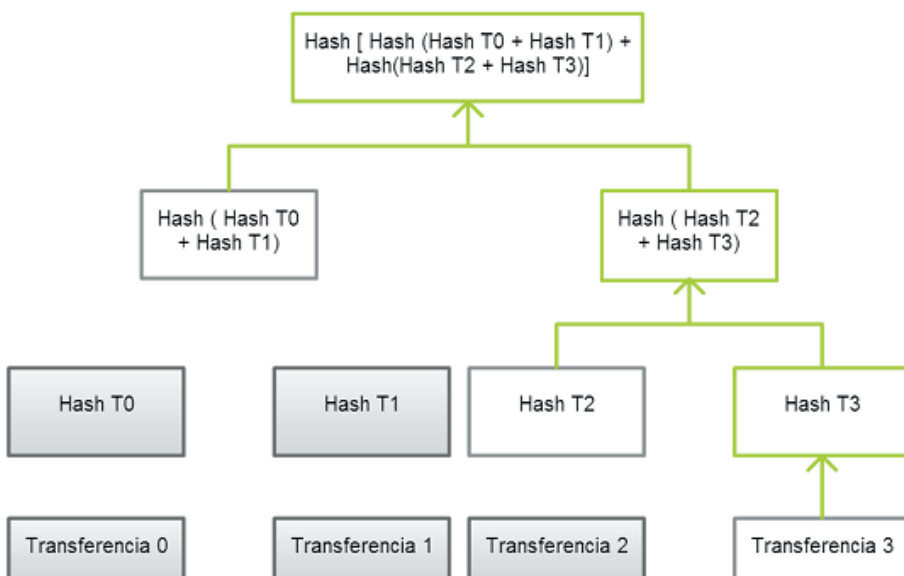 Hash [ Hash (Hash T0 + Hash T1) +
Hash(Hash T2 + Hash T3)]
Hash ( Hash T0
+ Hash T1)
Hash ( Hash T2
+ Hash T3)
Hash T0
Hash T1
Hash T2
Hash T3
Transferencia 0
Transferencia 1
Transferencia 2
Transferencia 3